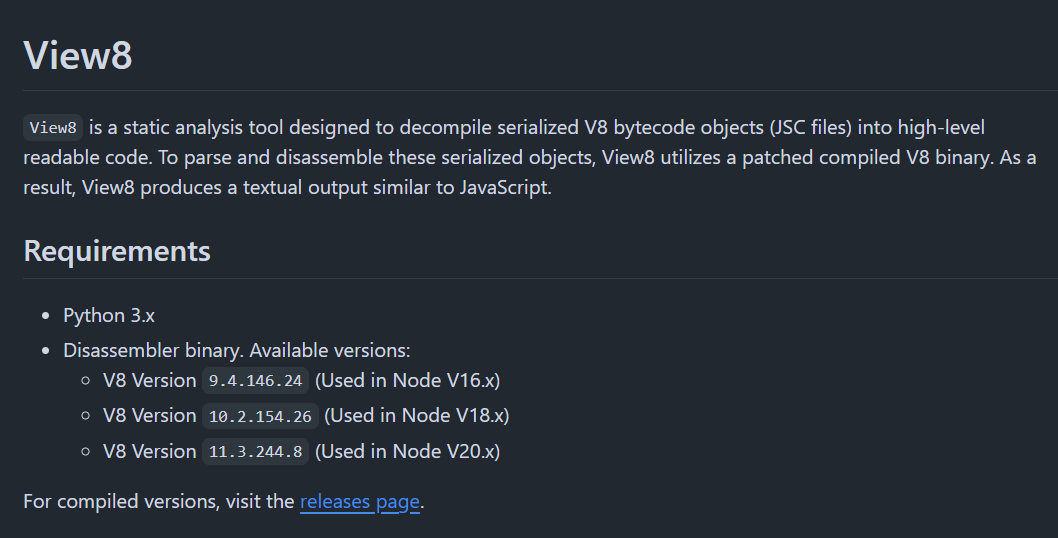 View8
View8 is a static analysis tool designed to decompile serialized V8 bytecode objects (JSC files) into high-level
readable code. To parse and disassemble these serialized objects, View8 utilizes a patched compiled V8 binary. As a
result, View8 produces a textual output similar to JavaScript.
Requirements
• Python 3.x
• Disassembler binary. Available versions:
◦ V8 Version 9.4.146.24 (Used in Node V16.x)
◦ V8 Version 10.2.154.26 (Used in Node V18.x)
◦ V8 Version 11.3.244.8 (Used in Node V20.x)
For compiled versions, visit the releases page.